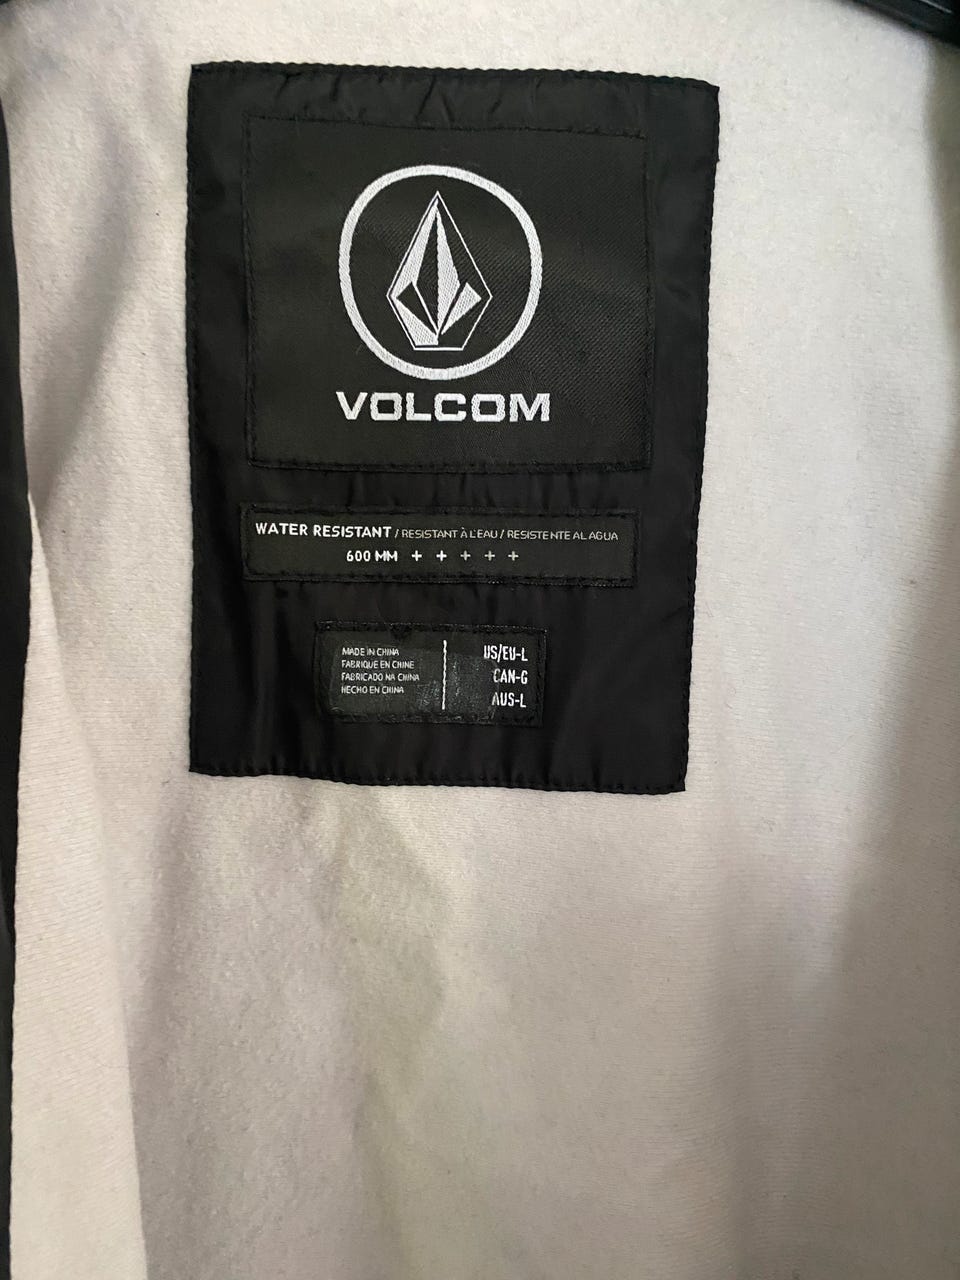 VOLCOM
WATER RESISTANT / RESISTANT À L'EAU / RESISTENTE AL AGUA
600 MM + + + + +
MADE IN CHINA
FABRIQUÉ EN CHINE
FABRICADO NA CHINA
HECHO EN CHINA
US/EU-L
CAN-G
AUS-L